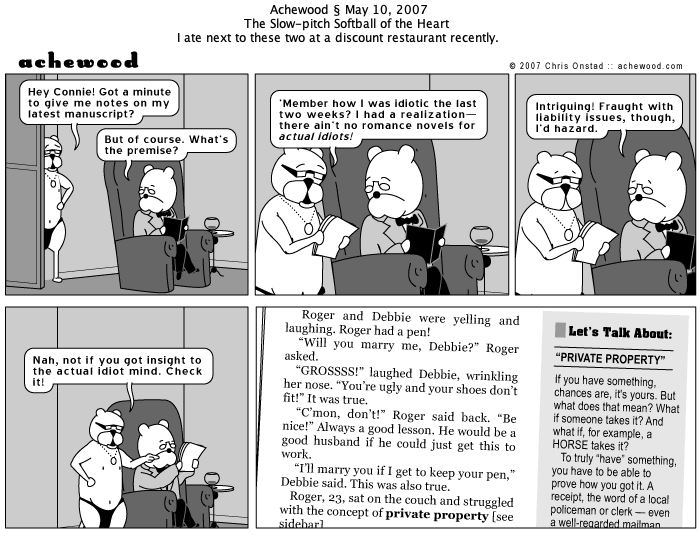 Achewood § May 10, 2007
The Slow-pitch Softball of the Heart
I ate next to these two at a discount restaurant recently.
achewood
© 2007 Chris Onstad :: achewood.com
Hey Connie! Got a minute
to give me notes on my
latest manuscript?
But of course. What's
the premise?
'Member how I was idiotic the last
two weeks? I had a realization—
there ain't no romance novels for
actual idiots!
Intriguing! Fraught with
liability issues, though,
I'd hazard.
Nah, not if you got insight to
the actual idiot mind. Check
it!
Roger and Debbie were yelling and
laughing. Roger had a pen!
"Will you marry me, Debbie?" Roger
asked.
"GROSSSS!" laughed Debbie, wrinkling
her nose. "You're ugly and your shoes don't
fit!" It was true.
"C'mon, don't!" Roger said back. "Be
nice!" Always a good lesson. He would be a
good husband if he could just get this to
work.
"I'll marry you if I get to keep your pen,"
Debbie said. This was also true.
Roger, 23, sat on the couch and struggled
with the concept of private property [see
sidebar]
Let's Talk About:
"PRIVATE PROPERTY"
If you have something,
chances are, it's yours. But
what does that mean? What
if someone takes it? And
what if, for example, a
HORSE takes it?
To truly "have" something,
you have to be able to
prove how you got it. A
receipt, the word of a local
policeman or clerk — even
a well-regarded mailman